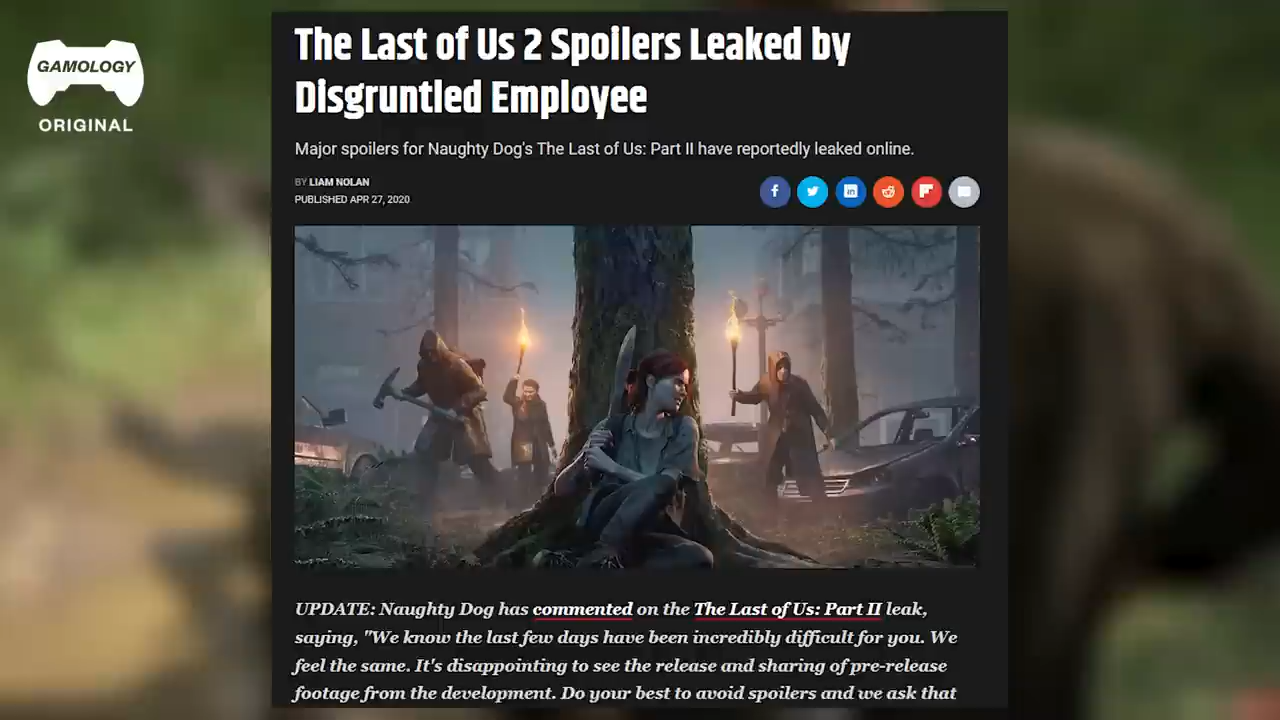 GAMOLOGY
ORIGINAL
The Last of Us 2 Spoilers Leaked by
Disgruntled Employee
Major spoilers for Naughty Dog's The Last of Us: Part II have reportedly leaked online.
BY LIAM NOLAN
PUBLISHED APR 27, 2020
UPDATE: Naughty Dog has commented on the The Last of Us: Part II leak,
saying, "We know the last few days have been incredibly difficult for you. We
feel the same. It's disappointing to see the release and sharing of pre-release
footage from the development. Do your best to avoid spoilers and we ask that